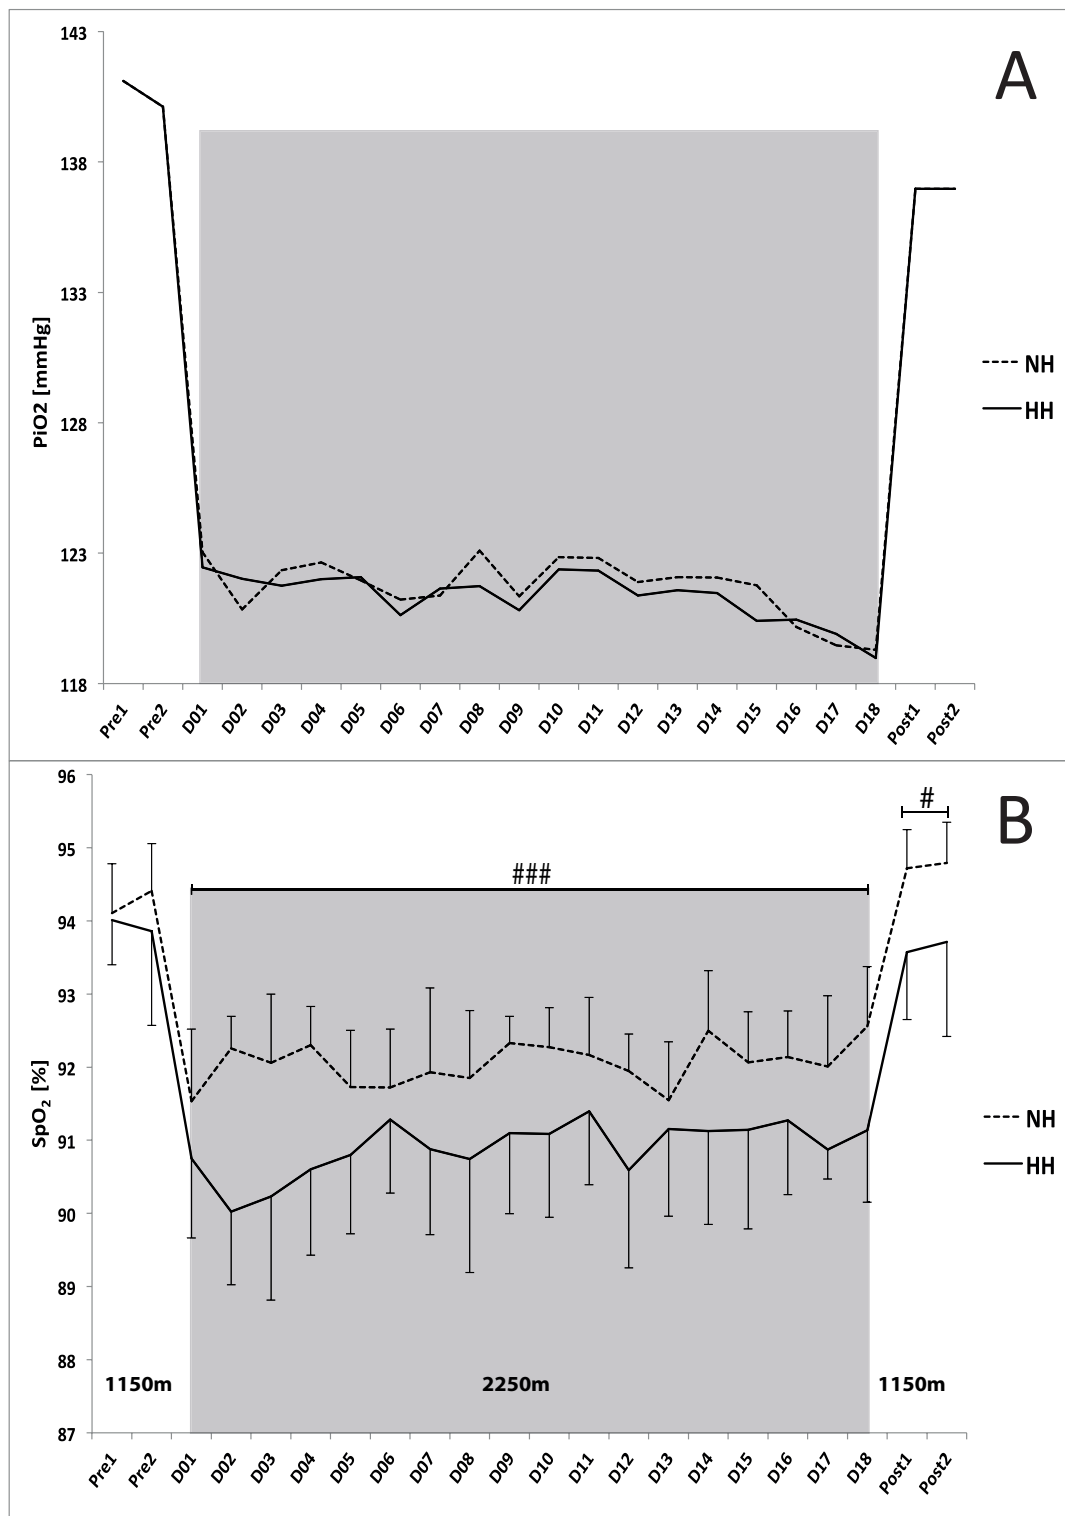 143
A
138
133
128
123
118
PiO2 [mmHg]
NH
HH
Pre1 Pre2 D01 D02 D03 D04 D05 D06 D07 D08 D09 D10 D11 D12 D13 D14 D15 D16 D17 D18 Post1 Post2
96
B
#
95
###
94
93
92
91
90
89
88
87
SpO₂ [%]
NH
HH
1150m 2250m 1150m
Pre1 Pre2 D01 D02 D03 D04 D05 D06 D07 D08 D09 D10 D11 D12 D13 D14 D15 D16 D17 D18 Post1 Post2